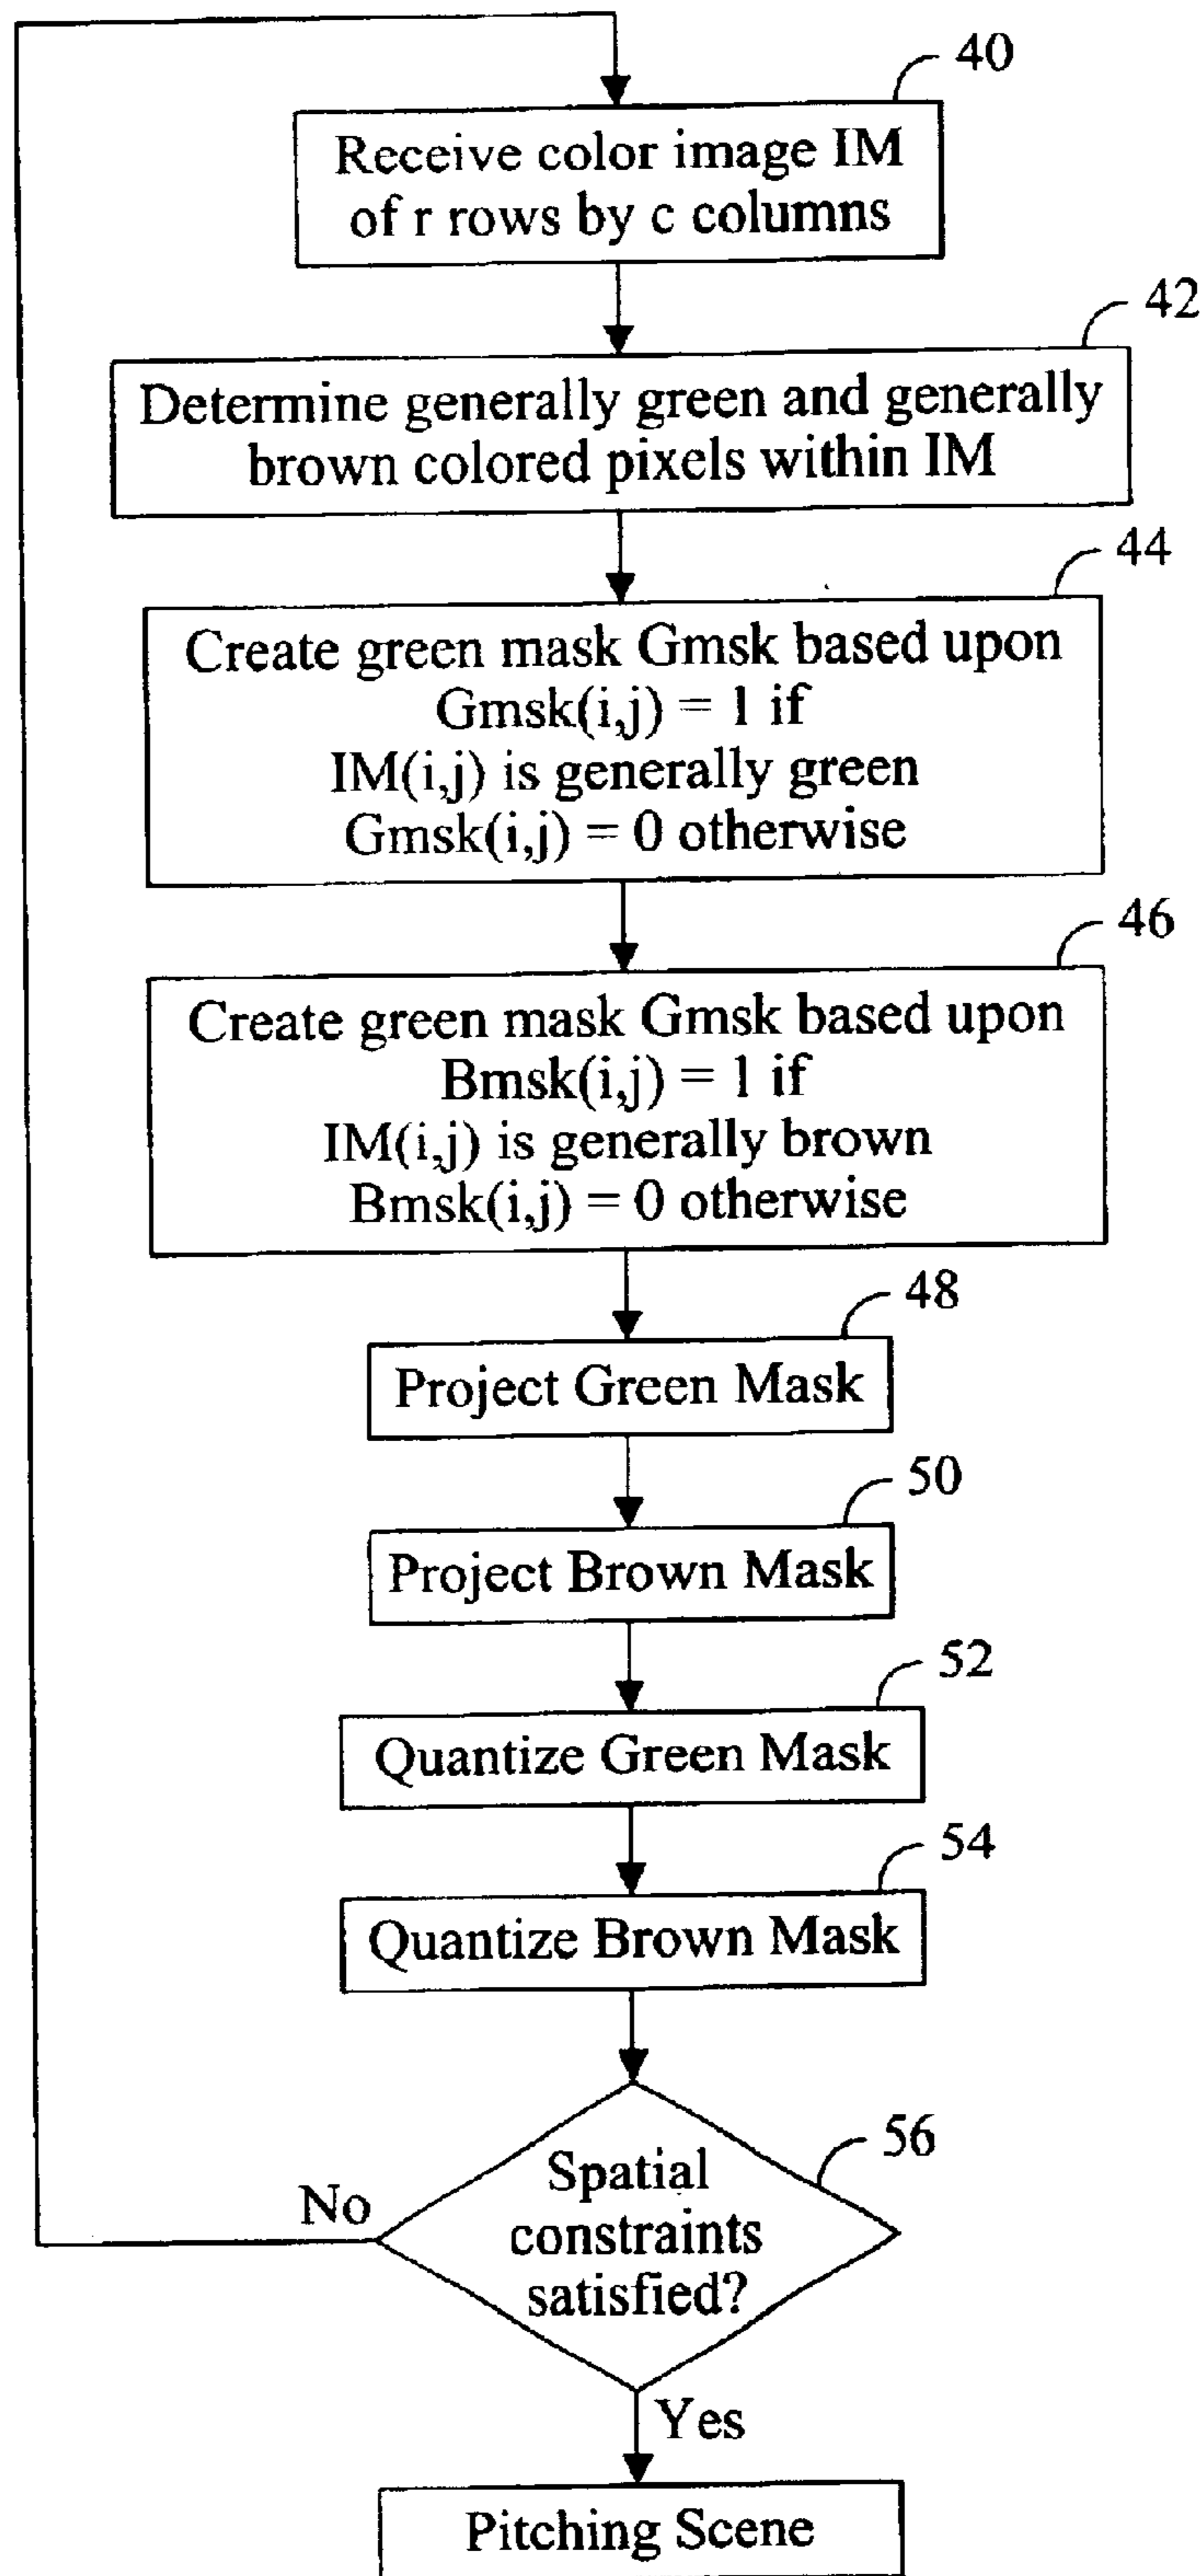 40
Receive color image IM
of r rows by c columns
42
Determine generally green and generally
brown colored pixels within IM
44
Create green mask Gmsk based upon
Gmsk(i,j) = 1 if
IM(i,j) is generally green
Gmsk(i,j) = 0 otherwise
46
Create green mask Gmsk based upon
Bmsk(i,j) = 1 if
IM(i,j) is generally brown
Bmsk(i,j) = 0 otherwise
48
Project Green Mask
50
Project Brown Mask
52
Quantize Green Mask
54
Quantize Brown Mask
56
Spatial
constraints
satisfied?
No
Yes
Pitching Scene